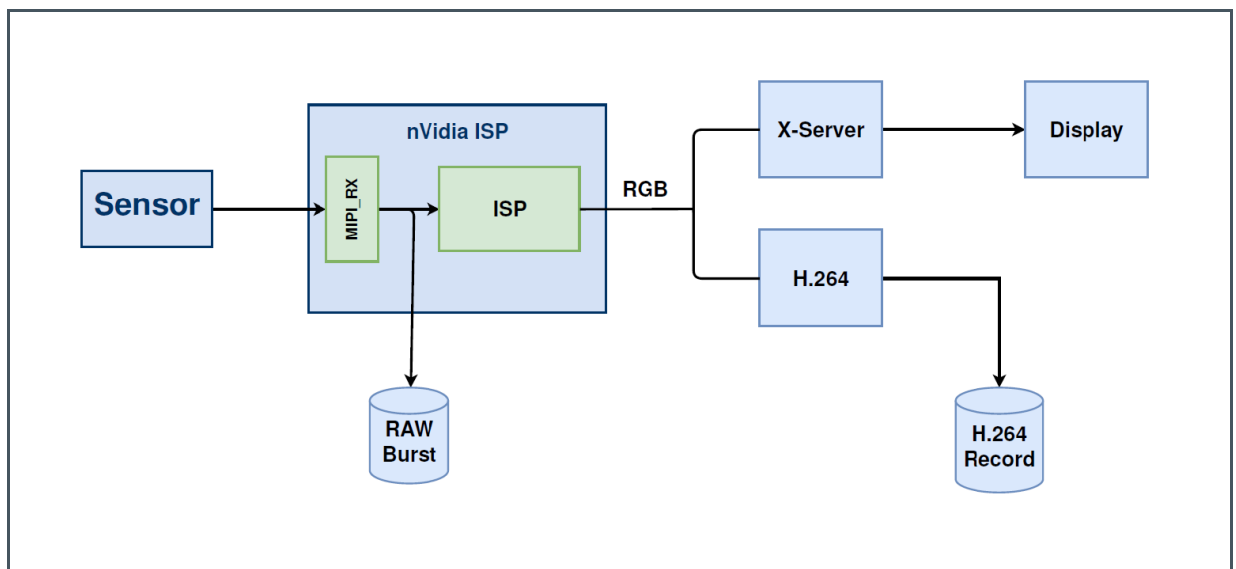 nVidia ISP
Sensor
MIPI_RX
ISP
RGB
X-Server
Display
H.264
RAW
Burst
H.264
Record